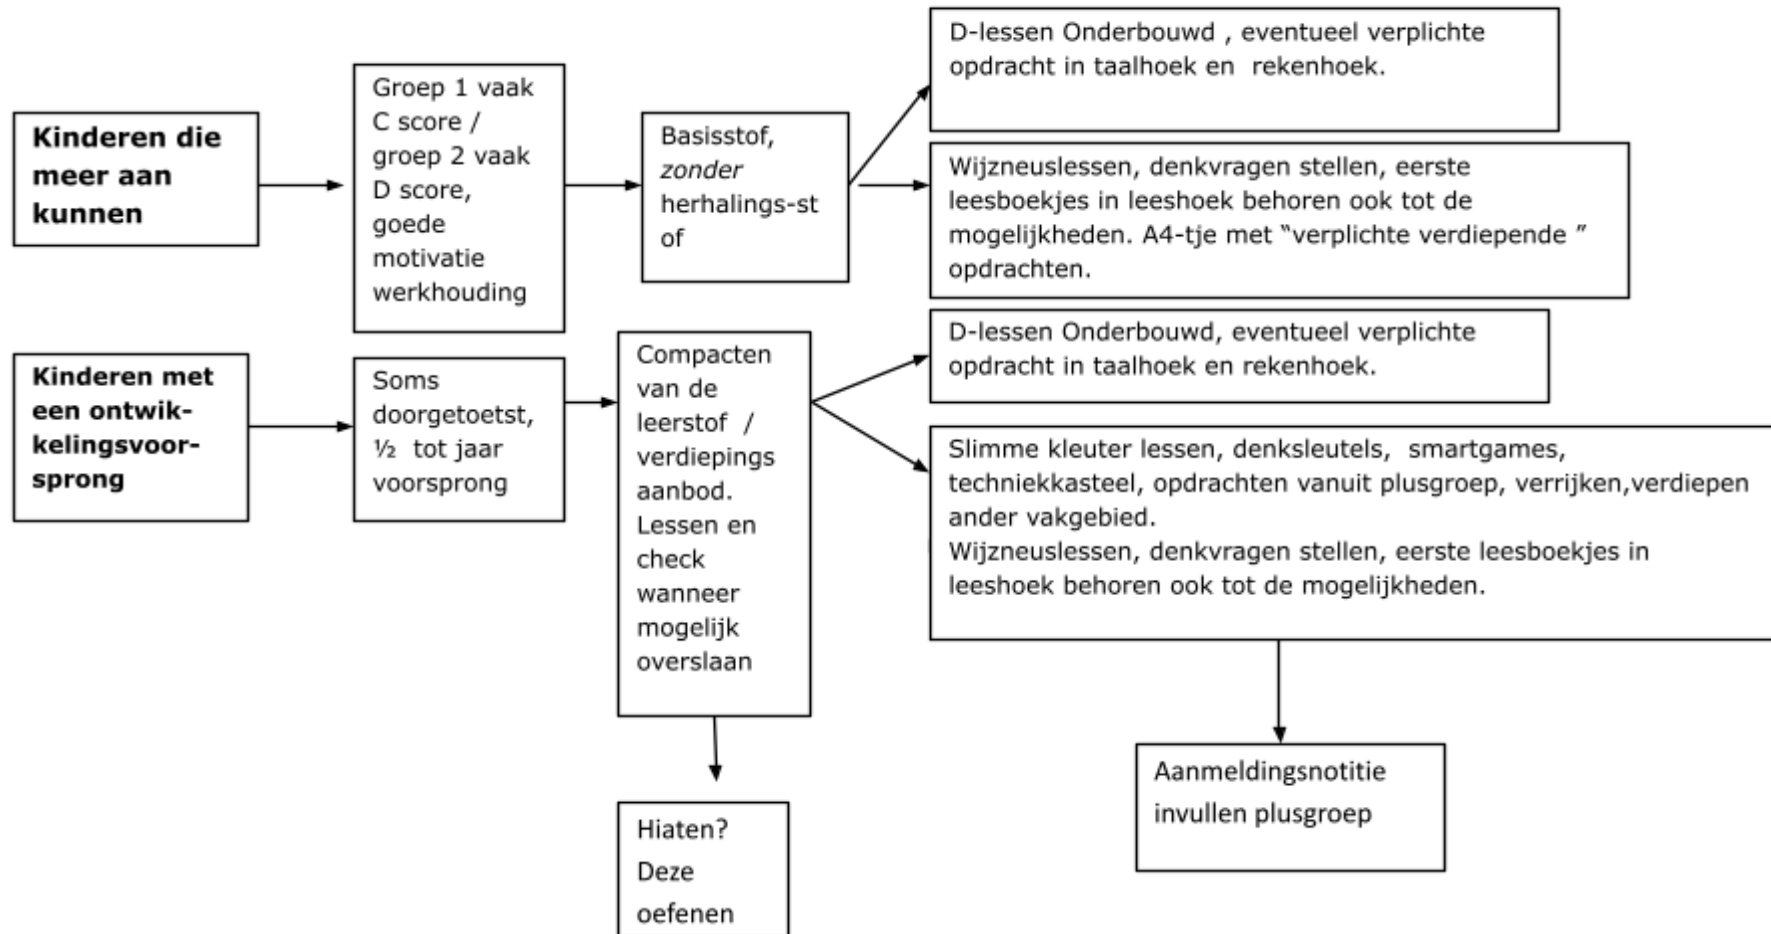 Kinderen die
meer aan
kunnen
Groep 1 vaak
C score /
groep 2 vaak
D score,
goede
motivatie
werkhouding
Basisstof,
zonder
herhalings-st
of
D-lessen Onderbouwd , eventueel verplichte
opdracht in taalhoek en rekenhoek.
Wijzneuslessen, denkvragen stellen, eerste
leesboekjes in leeshoek behoren ook tot de
mogelijkheden. A4-tje met “verplichte verdiepende ”
opdrachten.
Kinderen met
een ontwik-
kelingsvoor-
sprong
Soms
doorgetoetst,
½ tot jaar
voorsprong
Compacten
van de
leerstof /
verdiepings
aanbod.
Lessen en
check
wanneer
mogelijk
overslaan
D-lessen Onderbouwd, eventueel verplichte
opdracht in taalhoek en rekenhoek.
Slimme kleuter lessen, denksleutels, smartgames,
techniekkasteel, opdrachten vanuit plusgroep, verrijken,verdiepen
ander vakgebied.
Wijzneuslessen, denkvragen stellen, eerste leesboekjes in
leeshoek behoren ook tot de mogelijkheden.
Hiaten?
Deze
oefenen
Aanmeldingsnotitie
invullen plusgroep